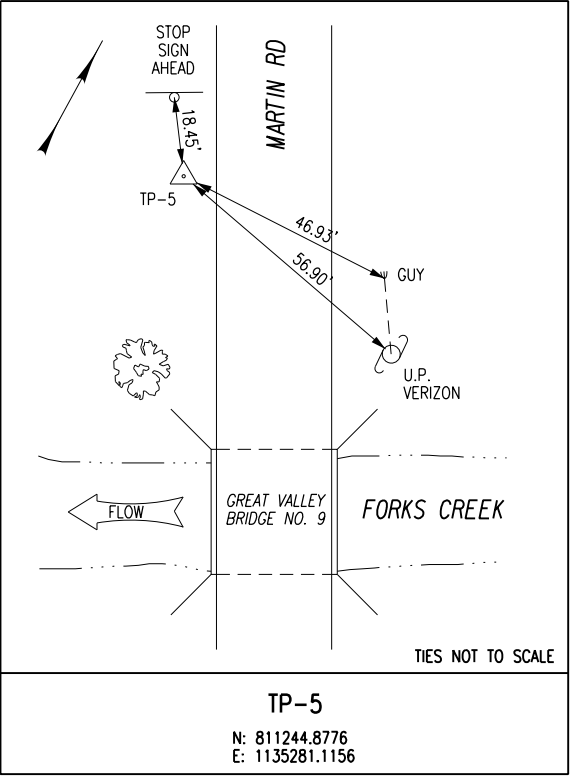 STOP
SIGN
AHEAD
MARTIN RD
18.45'
TP-5
46.93'
56.90'
GUY
U.P.
VERIZON
FLOW
GREAT VALLEY
BRIDGE NO. 9
FORKS CREEK
TIES NOT TO SCALE
TP-5
N: 811244.8776
E: 1135281.1156